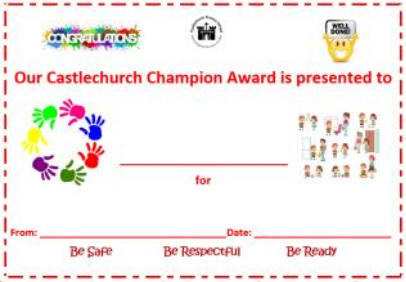 CONGRATULATIONS
WELL DONE!
Our Castlechurch Champion Award is presented to
for
From: Date:
Be Safe Be Respectful Be Ready